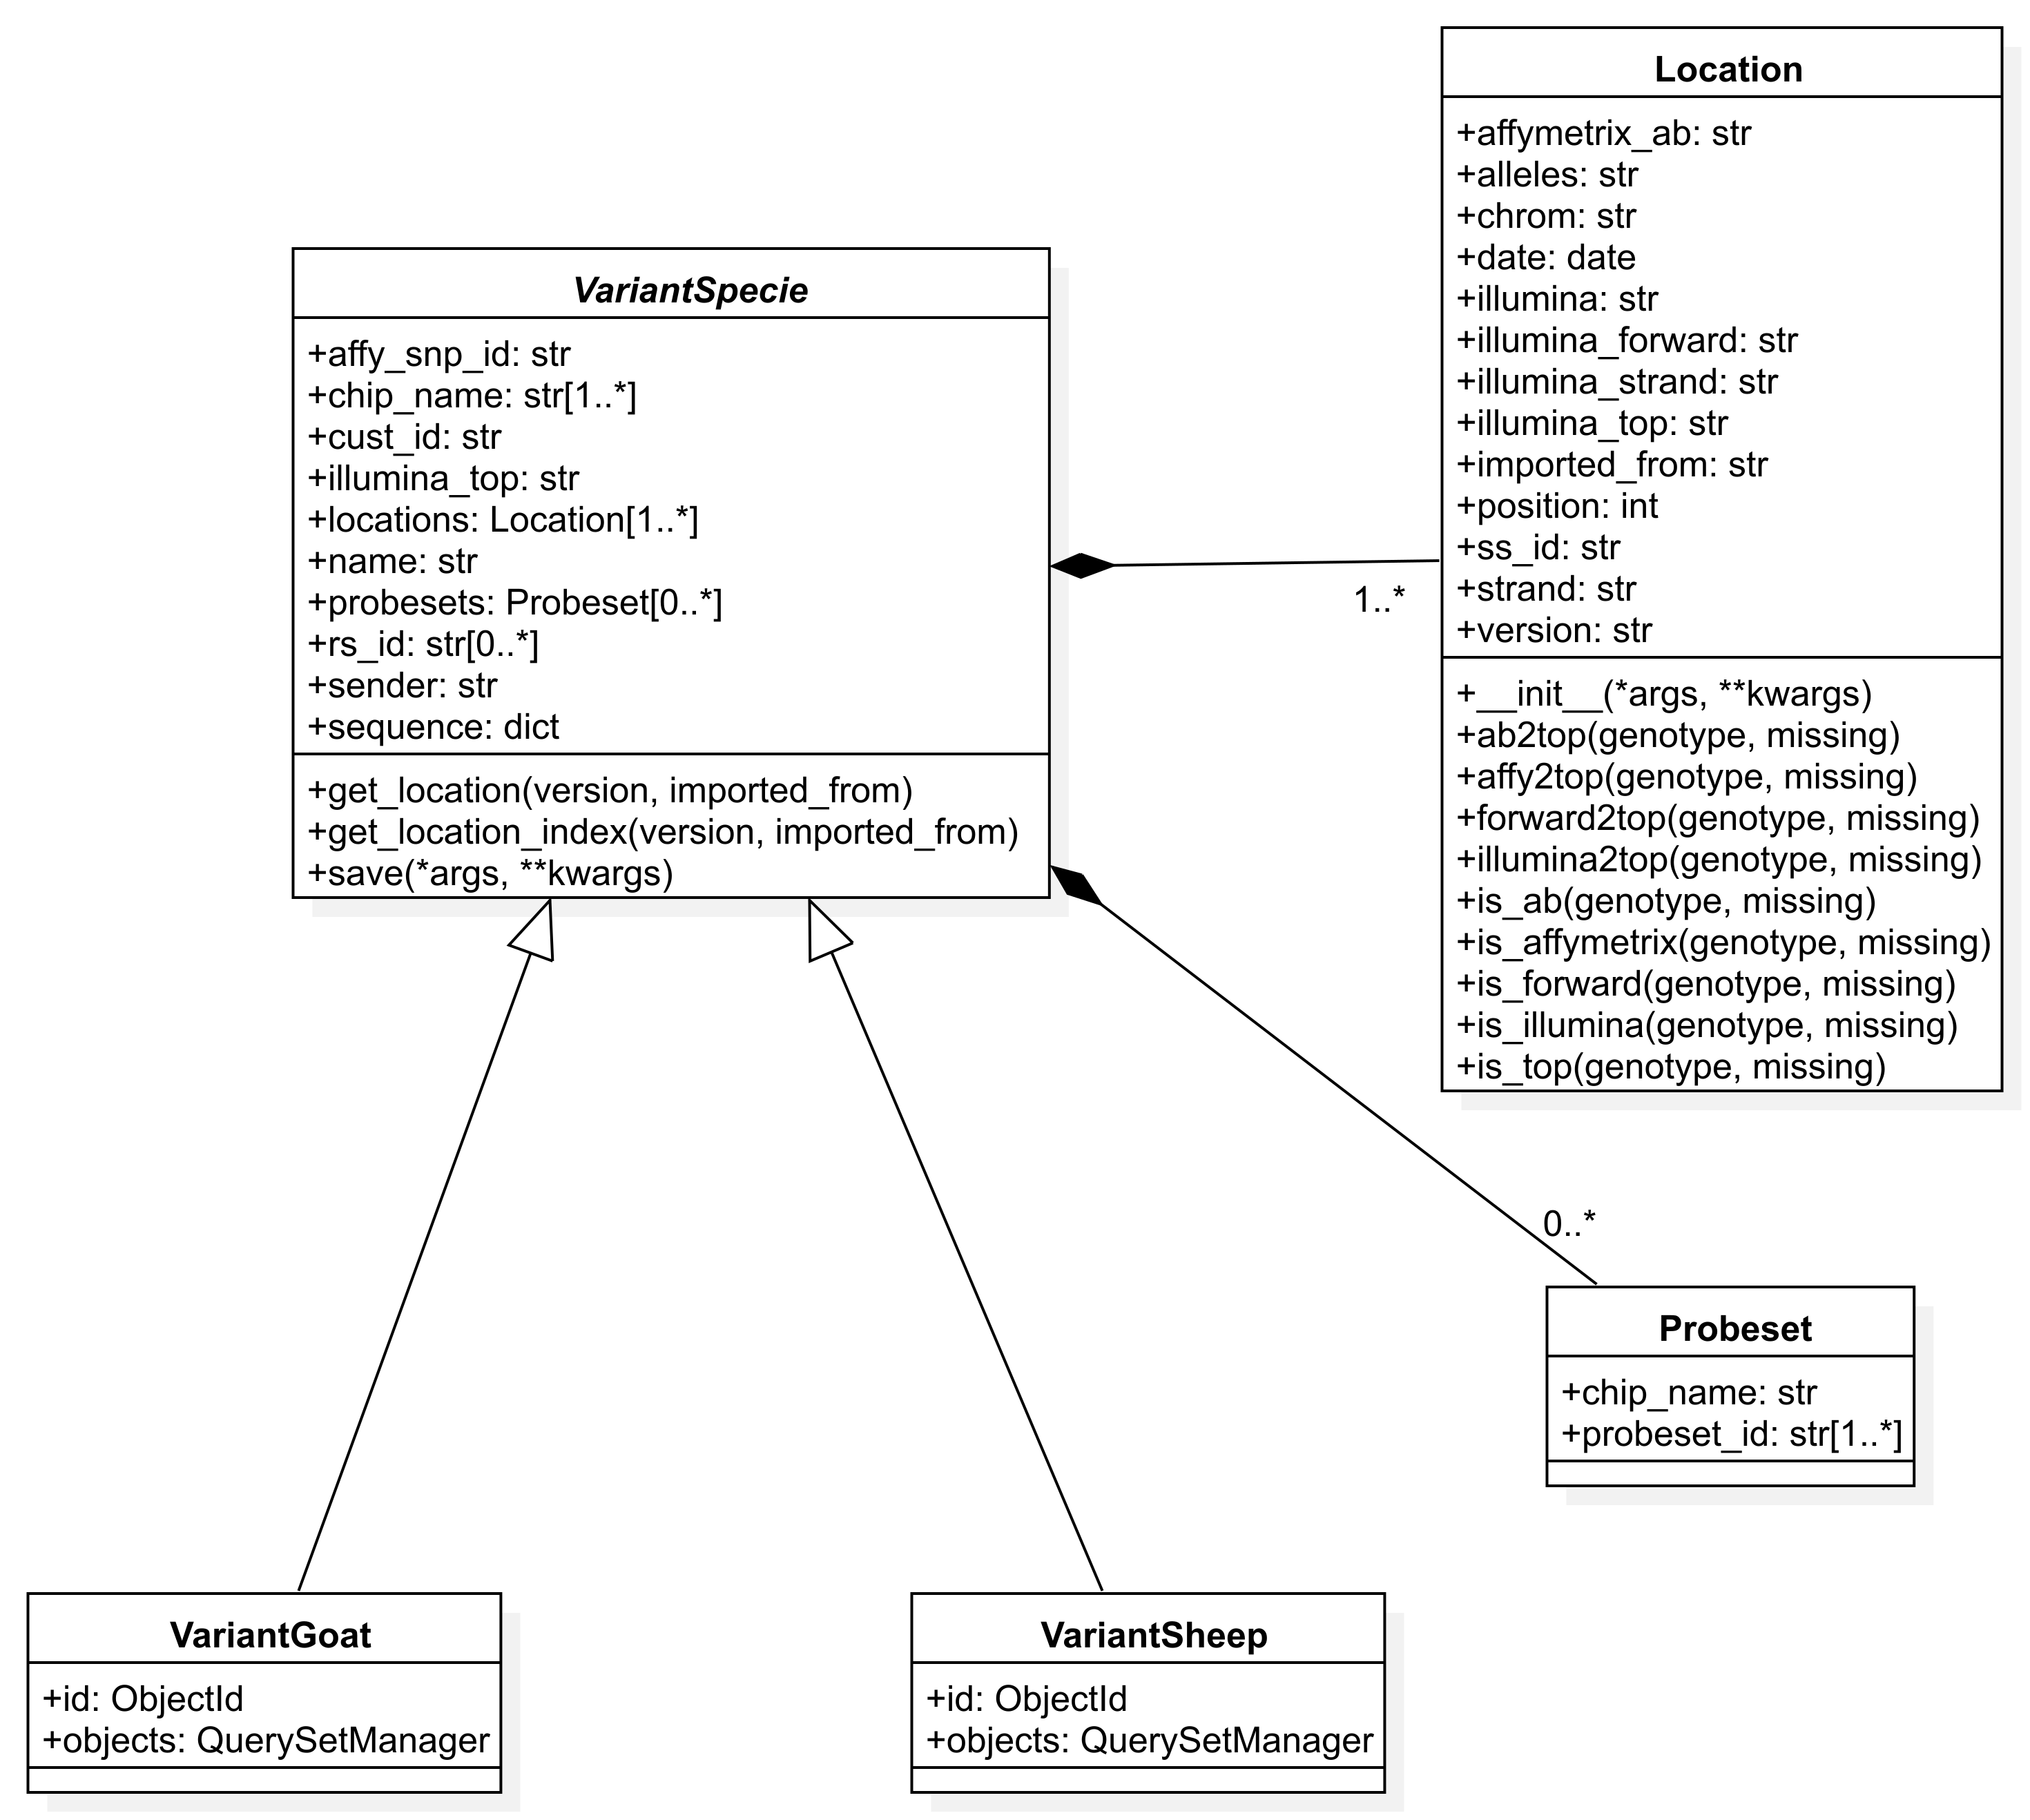 Location
+affymetrix_ab: str
+alleles: str
+chrom: str
+date: date
+illumina: str
+illumina_forward: str
+illumina_strand: str
+illumina_top: str
+imported_from: str
+position: int
+ss_id: str
+strand: str
+version: str
+__init__(*args, **kwargs)
+ab2top(genotype, missing)
+affy2top(genotype, missing)
+forward2top(genotype, missing)
+illumina2top(genotype, missing)
+is_ab(genotype, missing)
+is_affymetrix(genotype, missing)
+is_forward(genotype, missing)
+is_illumina(genotype, missing)
+is_top(genotype, missing)
VariantSpecie
+affy_snp_id: str
+chip_name: str[1..*]
+cust_id: str
+illumina_top: str
+locations: Location[1..*]
+name: str
+probesets: Probeset[0..*]
+rs_id: str[0..*]
+sender: str
+sequence: dict
+get_location(version, imported_from)
+get_location_index(version, imported_from)
+save(*args, **kwargs)
1..*
0..*
Probeset
+chip_name: str
+probeset_id: str[1..*]
VariantGoat
+id: ObjectId
+objects: QuerySetManager
VariantSheep
+id: ObjectId
+objects: QuerySetManager